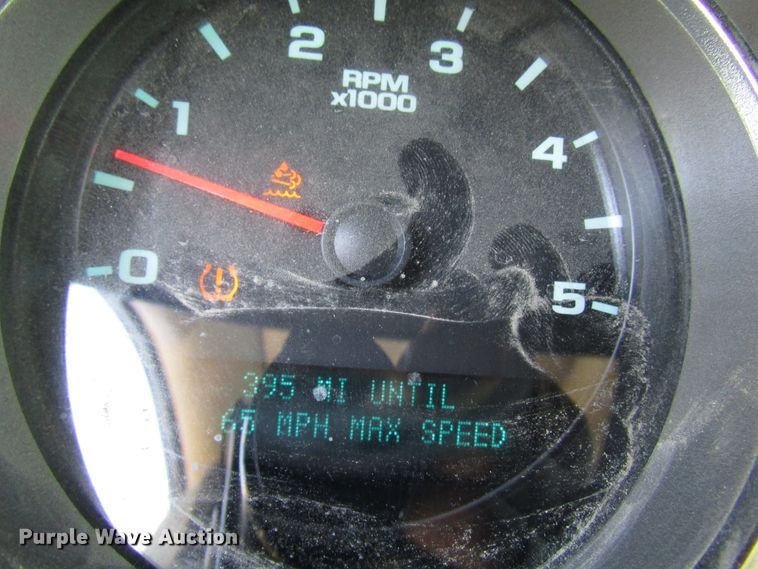 2
3
RPM
x1000
1
4
0
5
395 MI UNTIL
65 MPH MAX SPEED
Purple Wave Auction